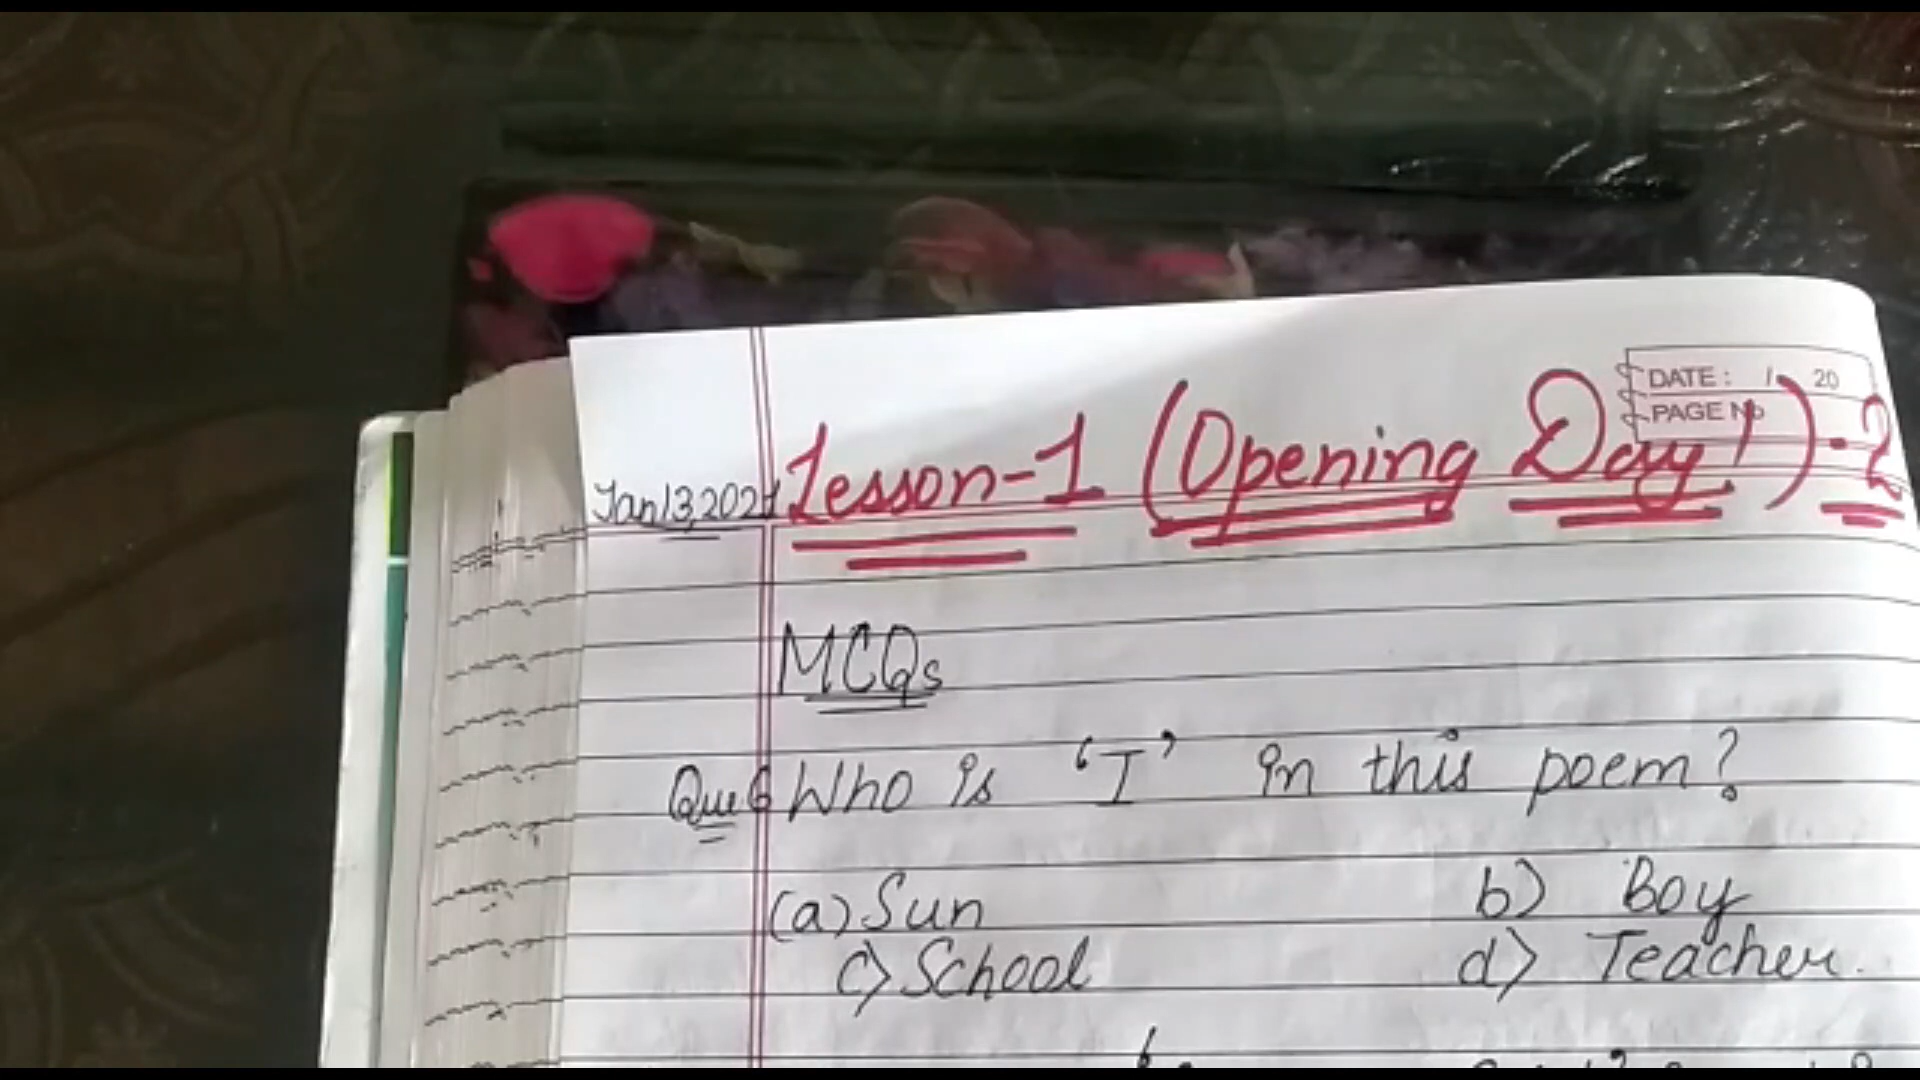 DATE: / 20
PAGE No
Jan 13, 2021 Lesson-1 (Opening Day!)-2
MCQs
Que 6 Who is 'I' in this poem?
(a) Sun b) Boy
c) School d) Teacher.